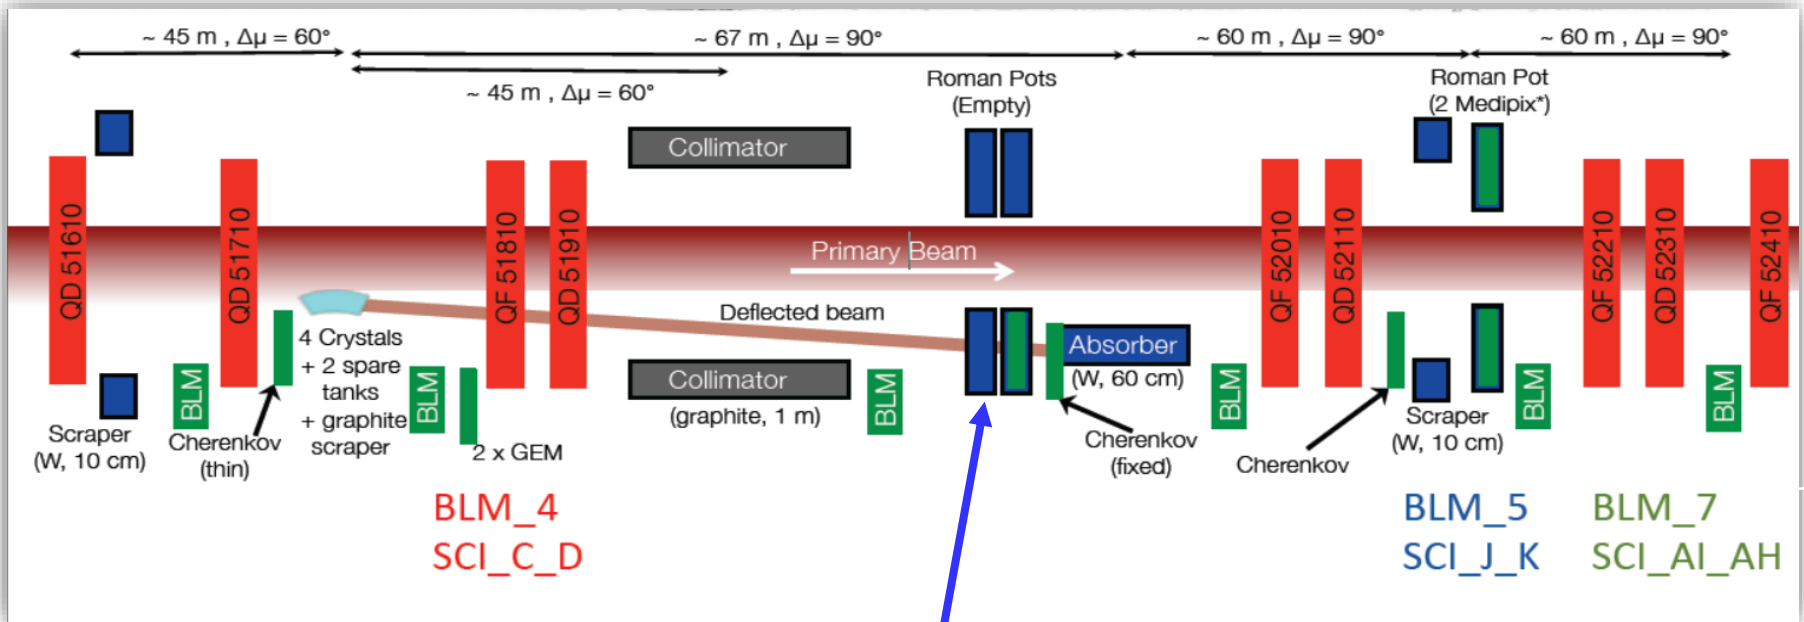 ~ 45 m , Δμ = 60°
~ 67 m , Δμ = 90°
~ 60 m , Δμ = 90°
~ 60 m , Δμ = 90°
~ 45 m , Δμ = 60°
Roman Pots
(Empty)
Roman Pot
(2 Medipix*)
Collimator
QD 51610
QD 51710
QF 51810
QD 51910
QF 52010
QD 52110
QF 52210
QD 52310
QF 52410
Primary Beam
Deflected beam
4 Crystals
+ 2 spare
tanks
+ graphite
scraper
Absorber
(W, 60 cm)
Collimator
(graphite, 1 m)
BLM
BLM
BLM
BLM
BLM
BLM
Scraper
(W, 10 cm)
Cherenkov
(thin)
2 x GEM
Cherenkov
(fixed)
Cherenkov
Scraper
(W, 10 cm)
BLM_4
SCI_C_D
BLM_5
SCI_J_K
BLM_7
SCI_AI_AH